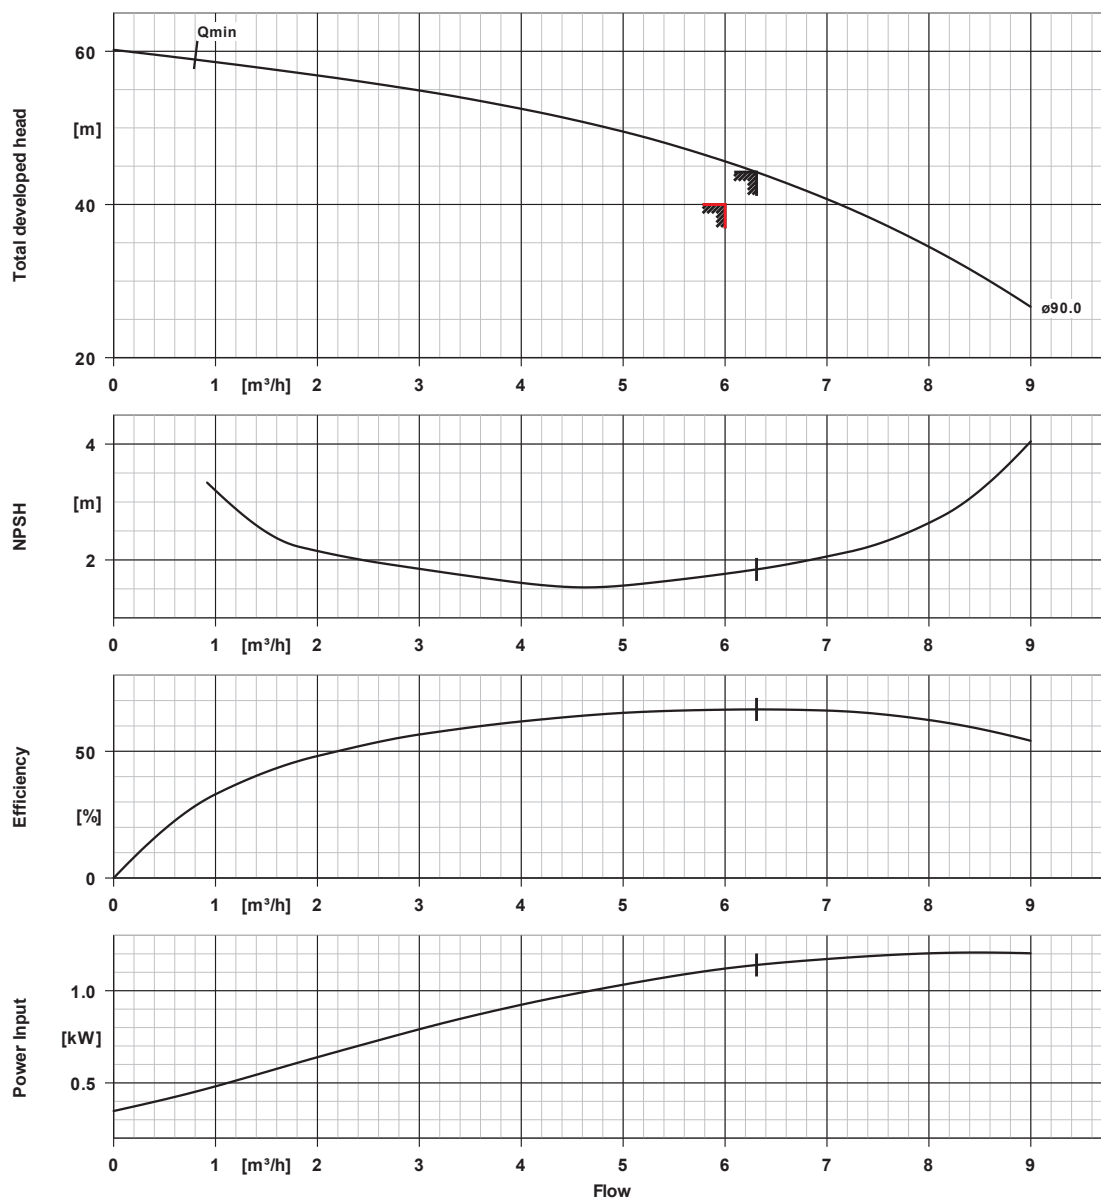 Qmin
60
Total developed head
[m]
40
ø90.0
20
0 1 [m³/h] 2 3 4 5 6 7 8 9
4
NPSH
[m]
2
0 1 [m³/h] 2 3 4 5 6 7 8 9
50
Efficiency
[%]
0
0 1 [m³/h] 2 3 4 5 6 7 8 9
1.0
Power Input
[kW]
0.5
0 1 [m³/h] 2 3 4 5 6 7 8 9
Flow